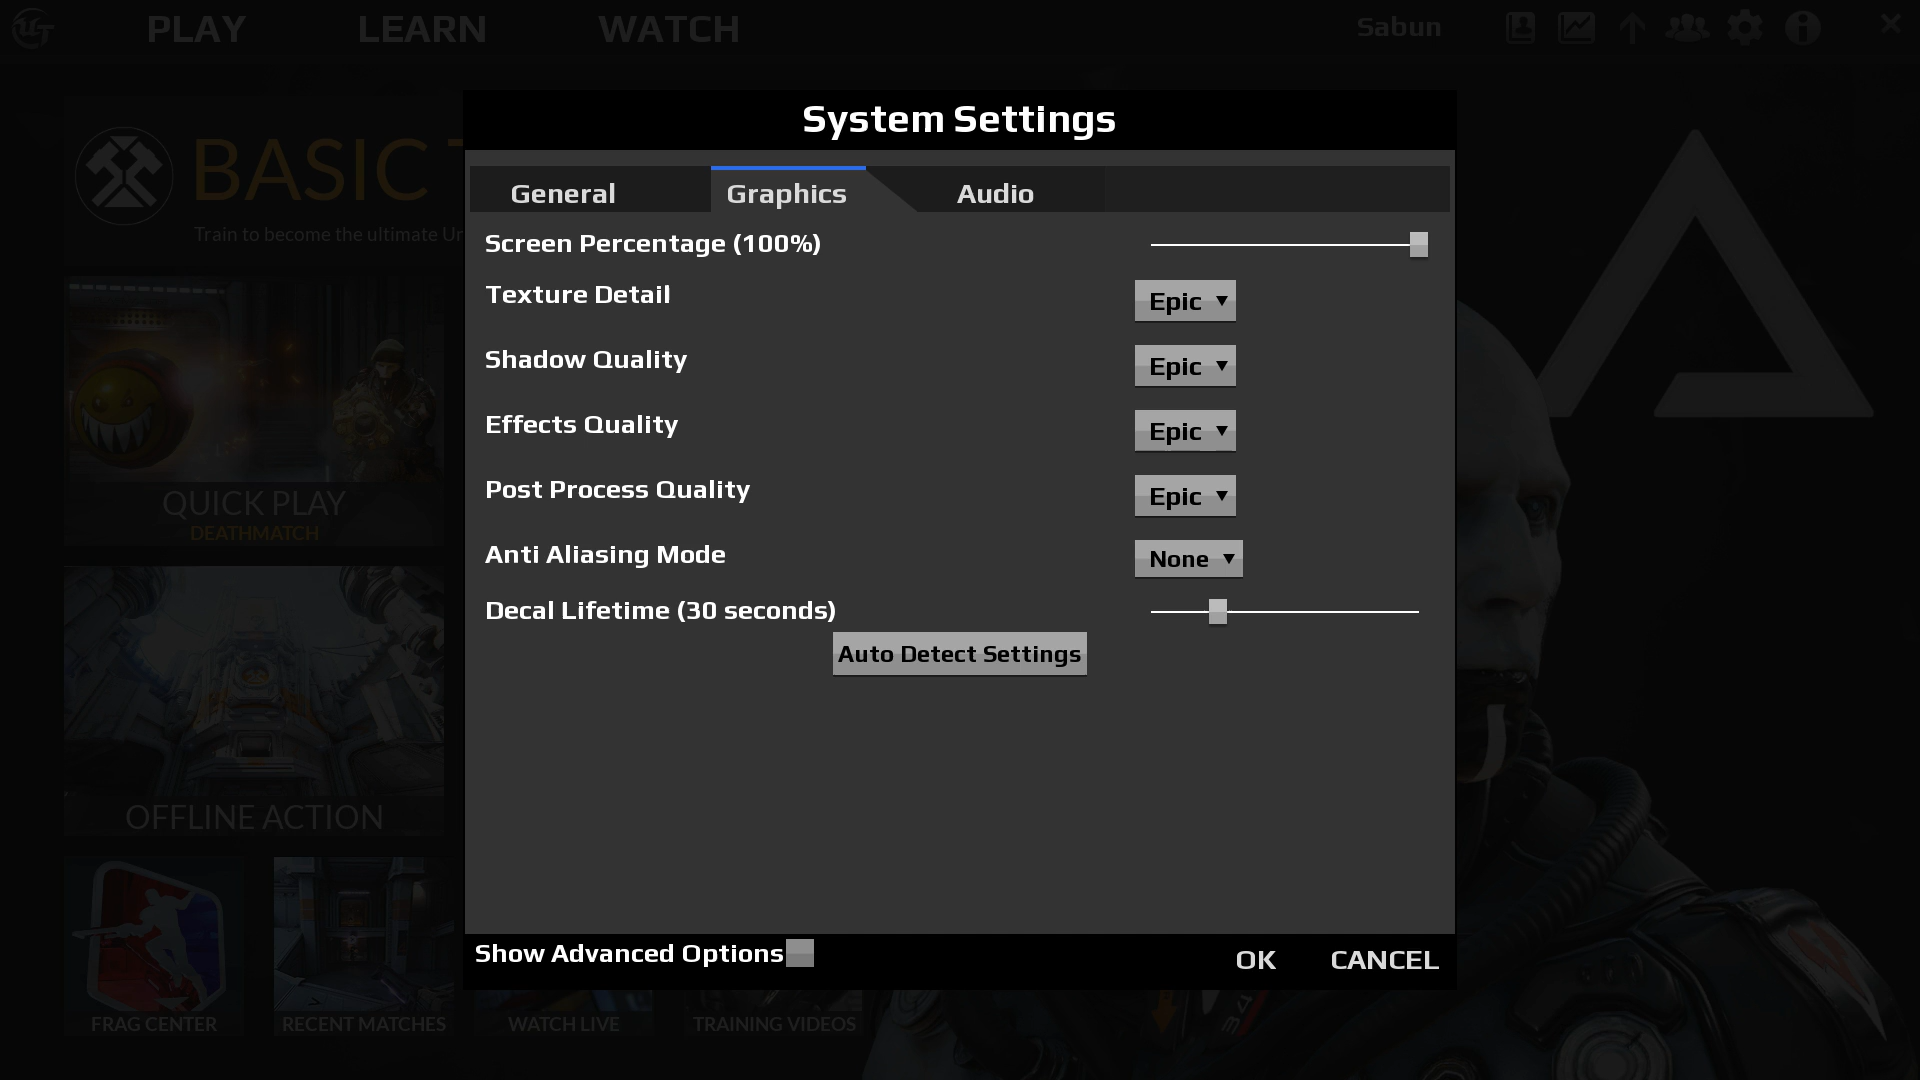 PLAY LEARN WATCH Sabun
BASIC
Train to become the ultimate
QUICK PLAY
DEATHMATCH
OFFLINE ACTION
FRAG CENTER
RECENT MATCHES
WATCH LIVE
TRAINING VIDEOS
System Settings
General Graphics Audio
Screen Percentage (100%)
Texture Detail Epic
Shadow Quality Epic
Effects Quality Epic
Post Process Quality Epic
Anti Aliasing Mode None
Decal Lifetime (30 seconds)
Auto Detect Settings
Show Advanced Options
OK CANCEL